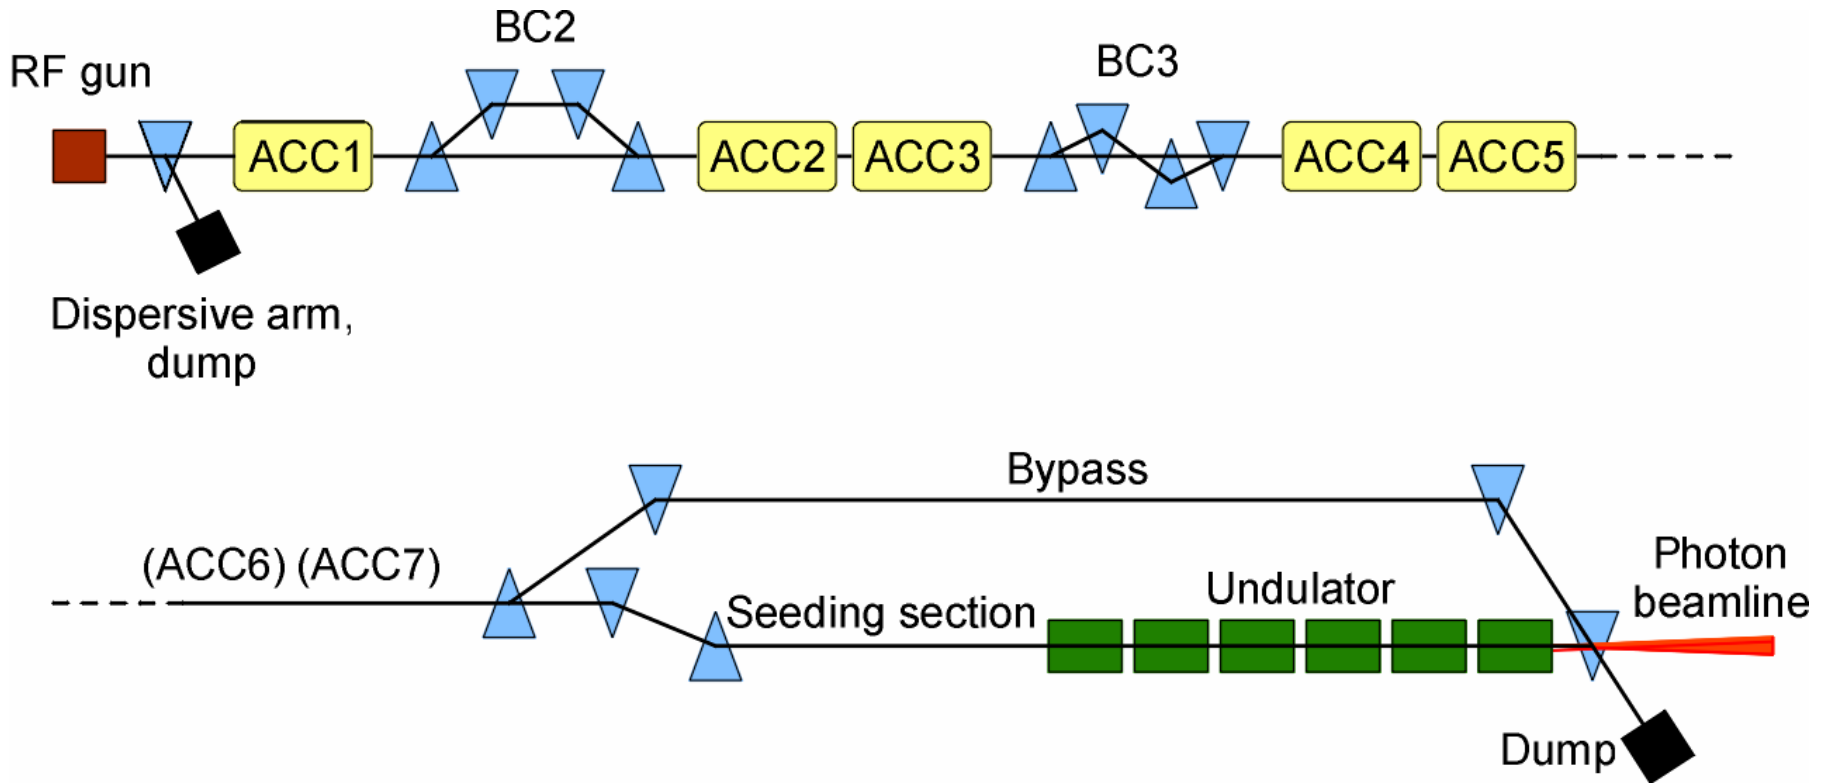 BC2
BC3
RF gun
ACC1
ACC2
ACC3
ACC4
ACC5
Dispersive arm,
dump
Bypass
(ACC6) (ACC7)
Photon
beamline
Undulator
Seeding section
Dump